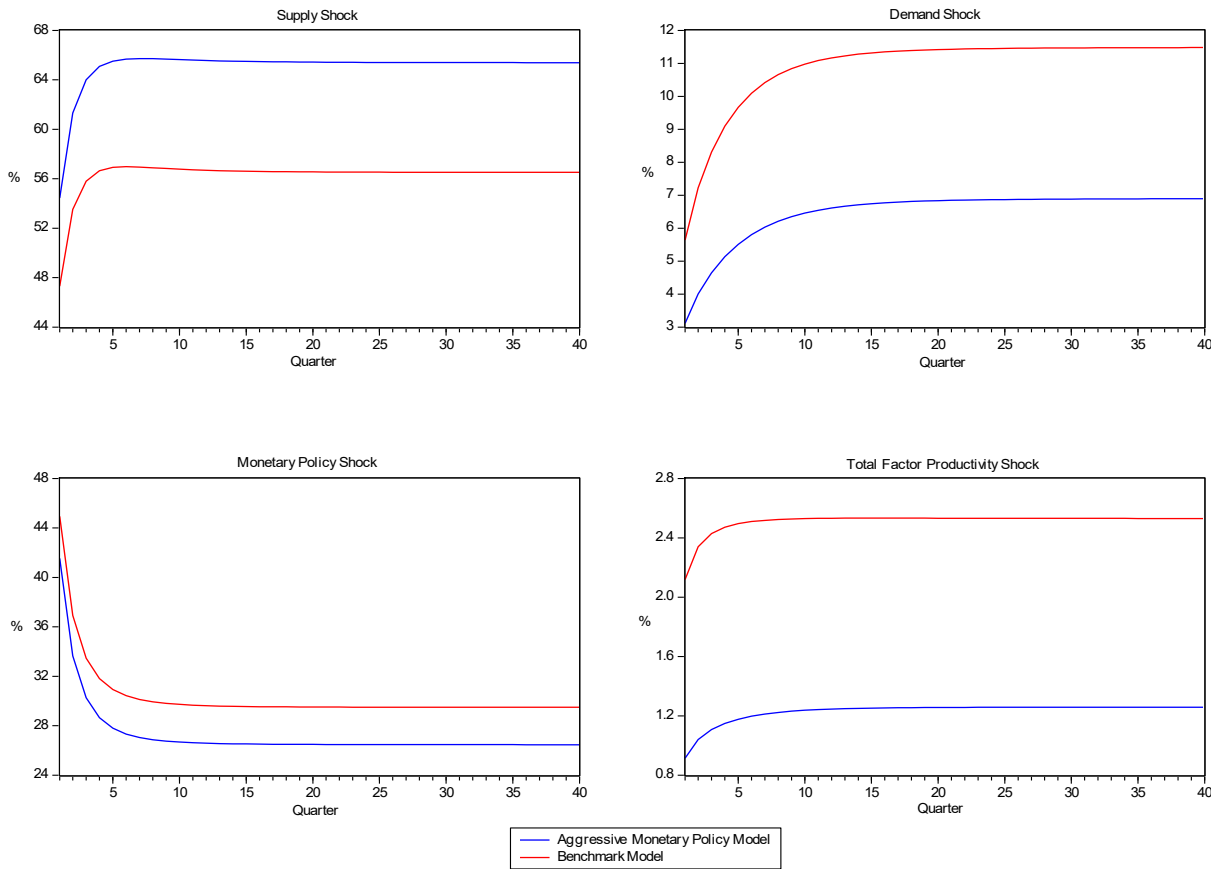 Supply Shock
68
64
60
56
52
48
44
%
5 10 15 20 25 30 35 40
Quarter
Demand Shock
12
11
10
9
8
7
6
5
4
3
%
5 10 15 20 25 30 35 40
Quarter
Monetary Policy Shock
48
44
40
36
32
28
24
%
5 10 15 20 25 30 35 40
Quarter
Total Factor Productivity Shock
2.8
2.4
2.0
1.6
1.2
0.8
%
5 10 15 20 25 30 35 40
Quarter
Aggressive Monetary Policy Model
Benchmark Model